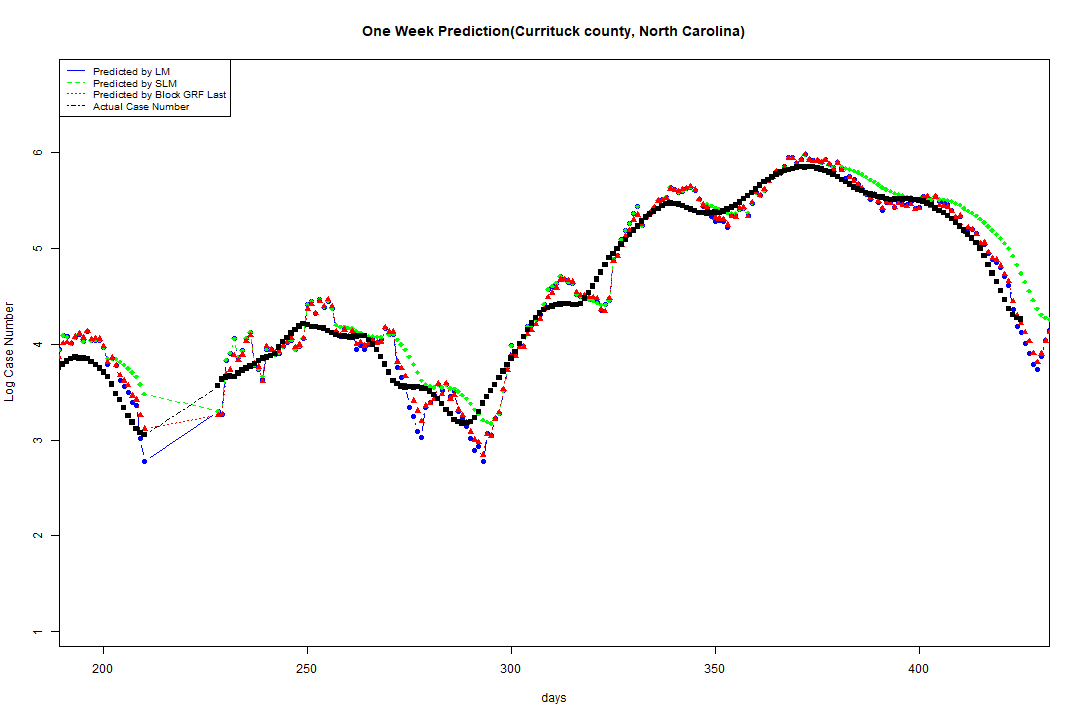 One Week Prediction(Currituck county, North Carolina)
Predicted by LM
Predicted by SLM
Predicted by Block GRF Last
Actual Case Number
6
5
4
3
2
1
Log Case Number
200 250 300 350 400
days